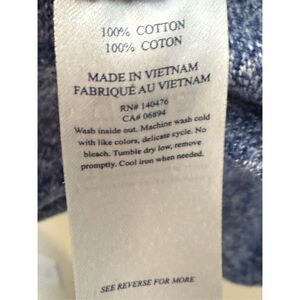 100% COTTON
100% COTON
MADE IN VIETNAM
FABRIQUÉ AU VIETNAM
RN# 140476
CA# 06894
Wash inside out. Machine wash cold
with like colors, delicate cycle. No
bleach. Tumble dry low, remove
promptly. Cool iron when needed.
SEE REVERSE FOR MORE